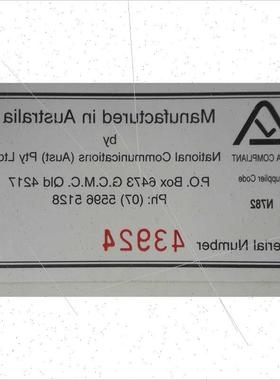 Manufactured in Australia
by
National Communications (Aust) Pty Ltd
P.O. Box 6473 G.C.M.C. Qld 4217
Ph: (07) 5596 5128
A COMPLIANT
upplier Code
N782
erial Number 43924